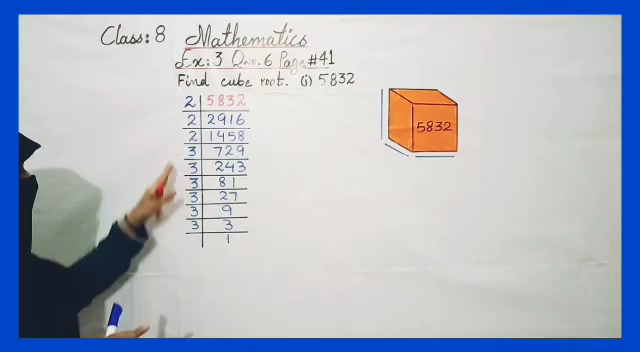 Class: 8 Mathematics
Ex: 3 Q no. 6 Page #41
Find cube root. (i) 5832
2 | 5832
2 | 2916
2 | 1458
3 | 729
3 | 243
3 | 81
3 | 27
3 | 9
3 | 3
| 1
5832